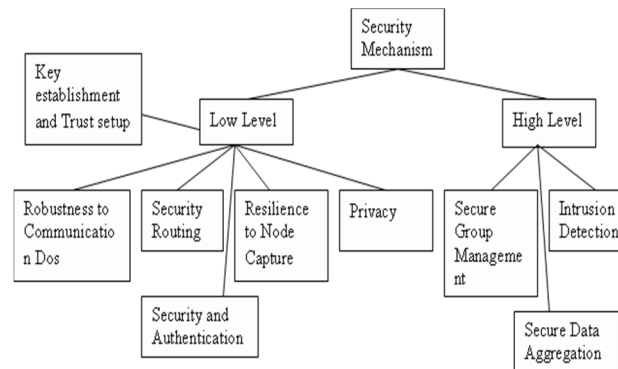 Security
Mechanism
Key
establishment
and Trust setup
Low Level
High Level
Robustness to
Communicatio
n Dos
Security
Routing
Resilience
to Node
Capture
Privacy
Secure
Group
Manageme
nt
Intrusion
Detection
Security and
Authentication
Secure Data
Aggregation